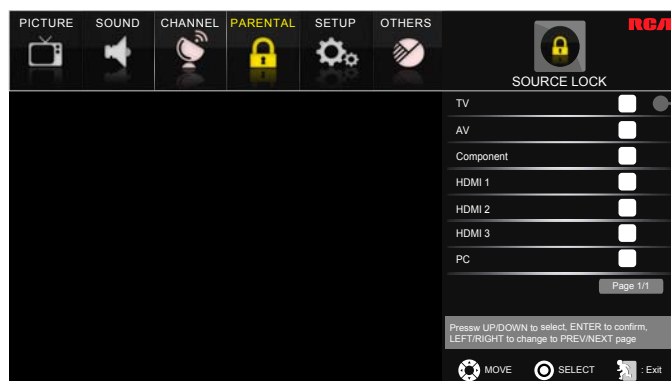 PICTURE SOUND CHANNEL PARENTAL SETUP OTHERS
RCA
SOURCE LOCK
TV
AV
Component
HDMI 1
HDMI 2
HDMI 3
PC
Page 1/1
Pressw UP/DOWN to select, ENTER to confirm,
LEFT/RIGHT to change to PREV/NEXT page
MOVE SELECT : Exit